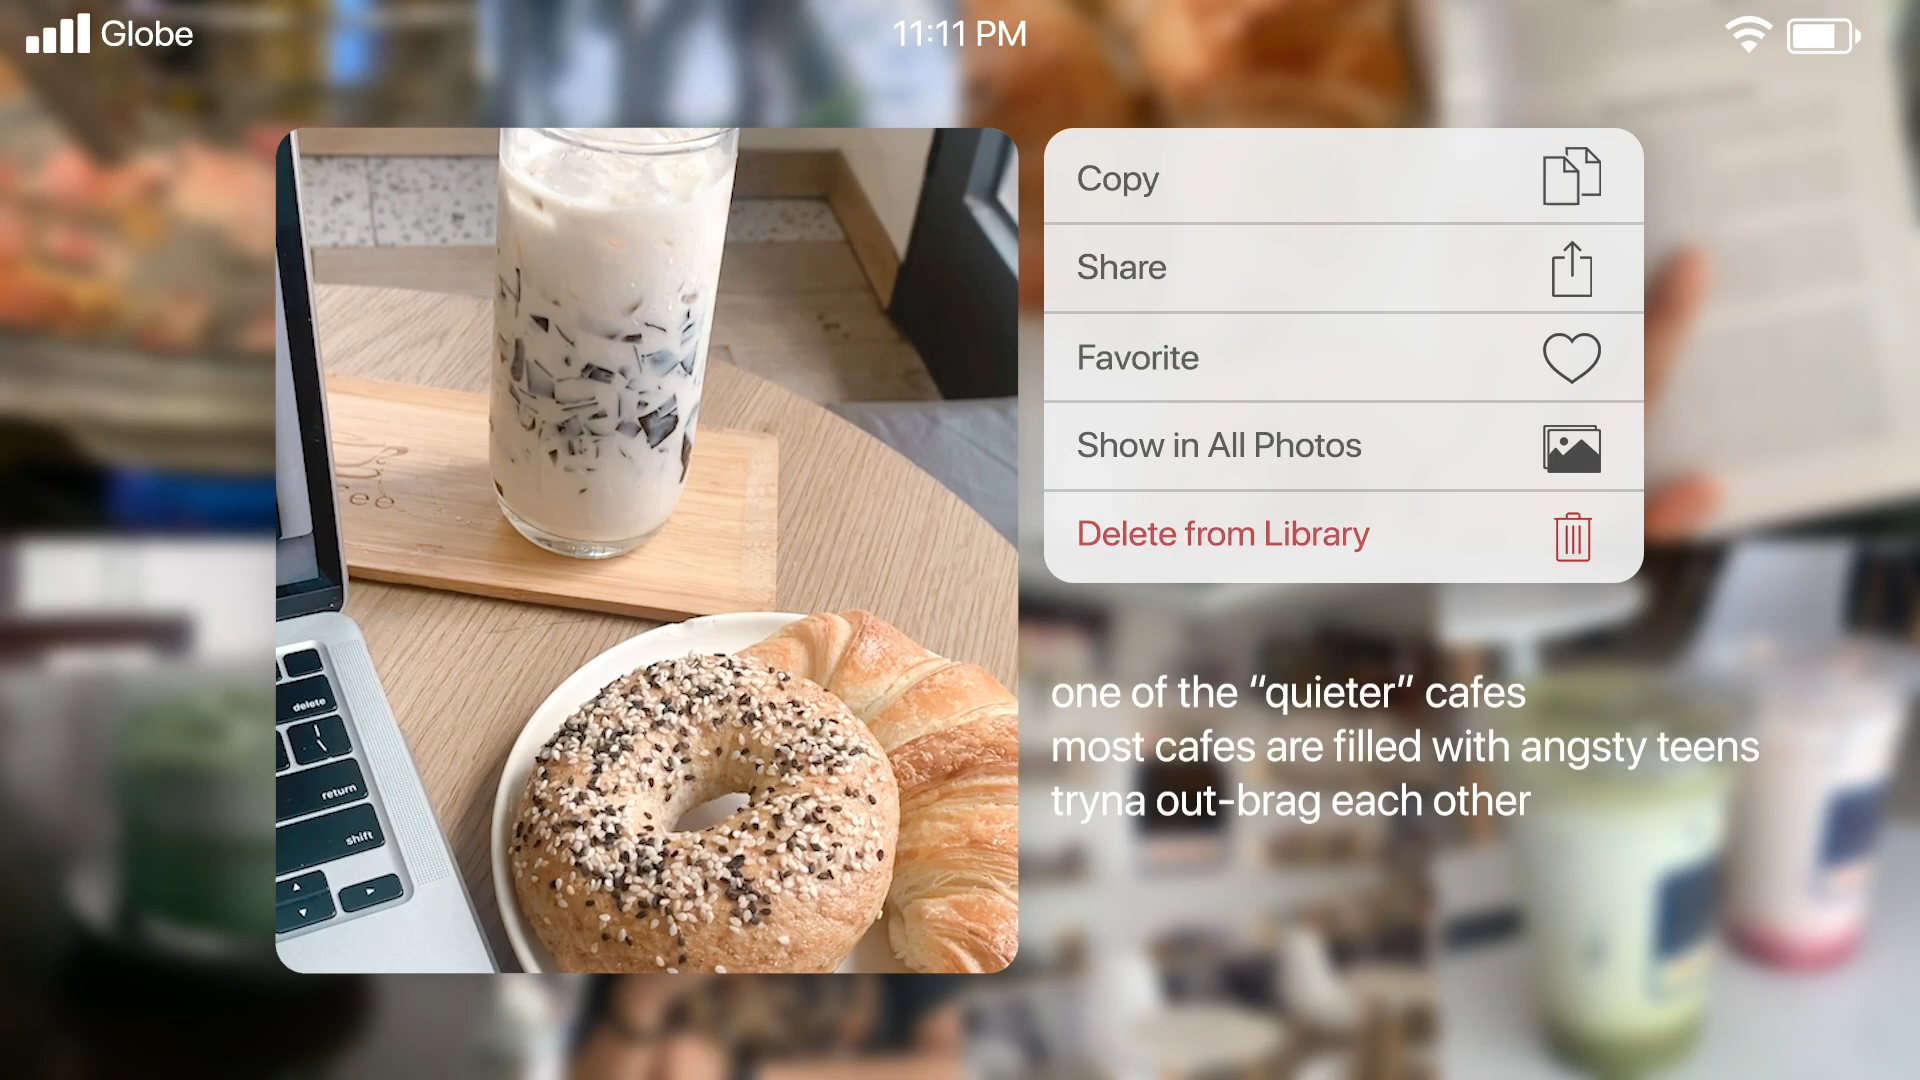 Globe
11:11 PM
Copy
Share
Favorite
Show in All Photos
Delete from Library
delete
return
shift
one of the “quieter” cafes
most cafes are filled with angsty teens
tryna out-brag each other